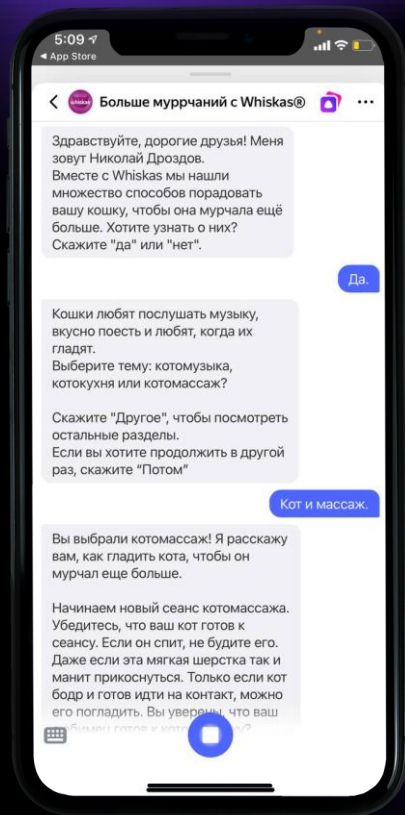 5:09
App Store
whiskas
Больше муррчаний с Whiskas®
Здравствуйте, дорогие друзья! Меня
зовут Николай Дроздов.
Вместе с Whiskas мы нашли
множество способов порадовать
вашу кошку, чтобы она мурчала ещё
больше. Хотите узнать о них?
Скажите "да" или "нет".
Да.
Кошки любят послушать музыку,
вкусно поесть и любят, когда их
гладят.
Выберите тему: котомузыка,
котокухня или котомассаж?
Скажите "Другое", чтобы посмотреть
остальные разделы.
Если вы хотите продолжить в другой
раз, скажите “Потом”
Кот и массаж.
Вы выбрали котомассаж! Я расскажу
вам, как гладить кота, чтобы он
мурчал еще больше.
Начинаем новый сеанс котомассажа.
Убедитесь, что ваш кот готов к
сеансу. Если он спит, не будите его.
Даже если эта мягкая шерстка так и
манит прикоснуться. Только если кот
бодр и готов идти на контакт, можно
его погладить. Вы уверены, что ваш
готов к